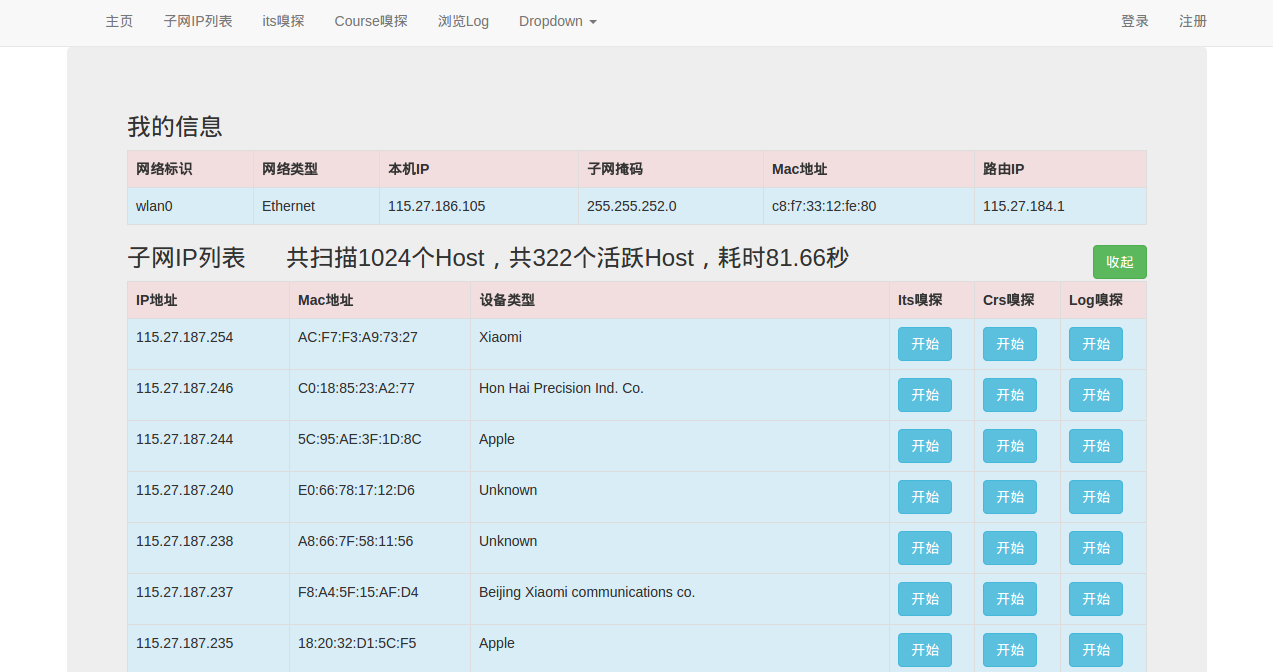 主页 子网IP列表 its嗅探 Course嗅探 浏览Log Dropdown 登录 注册
我的信息
网络标识 网络类型 本机IP 子网掩码 Mac地址 路由IP
wlan0 Ethernet 115.27.186.105 255.255.252.0 c8:f7:33:12:fe:80 115.27.184.1
子网IP列表 共扫描1024个Host，共322个活跃Host，耗时81.66秒 收起
IP地址 Mac地址 设备类型 Its嗅探 Crs嗅探 Log嗅探
115.27.187.254 AC:F7:F3:A9:73:27 Xiaomi 开始 开始 开始
115.27.187.246 C0:18:85:23:A2:77 Hon Hai Precision Ind. Co. 开始 开始 开始
115.27.187.244 5C:95:AE:3F:1D:8C Apple 开始 开始 开始
115.27.187.240 E0:66:78:17:12:D6 Unknown 开始 开始 开始
115.27.187.238 A8:66:7F:58:11:56 Unknown 开始 开始 开始
115.27.187.237 F8:A4:5F:15:AF:D4 Beijing Xiaomi communications co. 开始 开始 开始
115.27.187.235 18:20:32:D1:5C:F5 Apple 开始 开始 开始